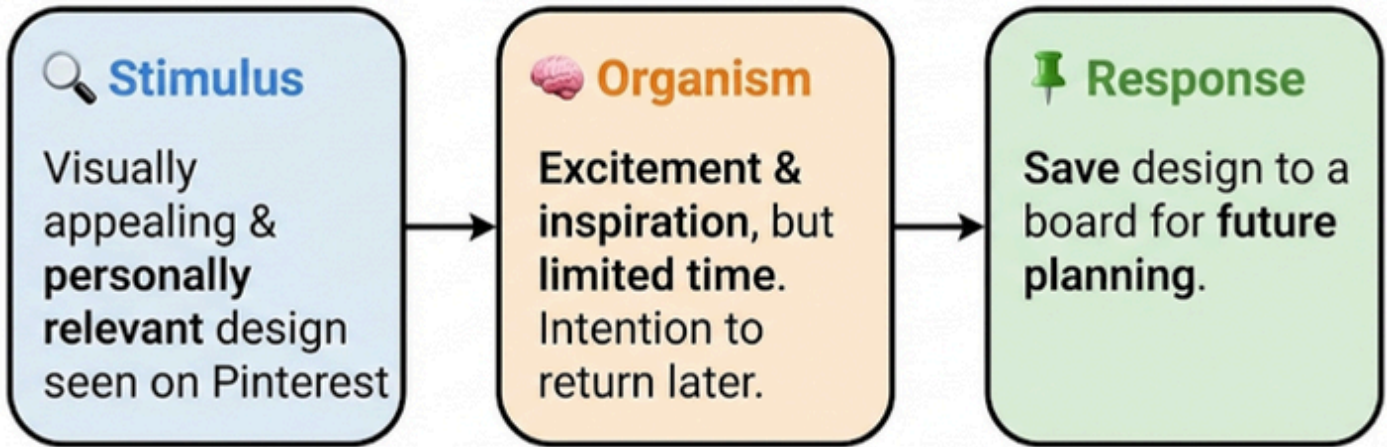 Stimulus
Visually
appealing &
personally
relevant design
seen on Pinterest
Organism
Excitement &
inspiration, but
limited time.
Intention to
return later.
Response
Save design to a
board for future
planning.